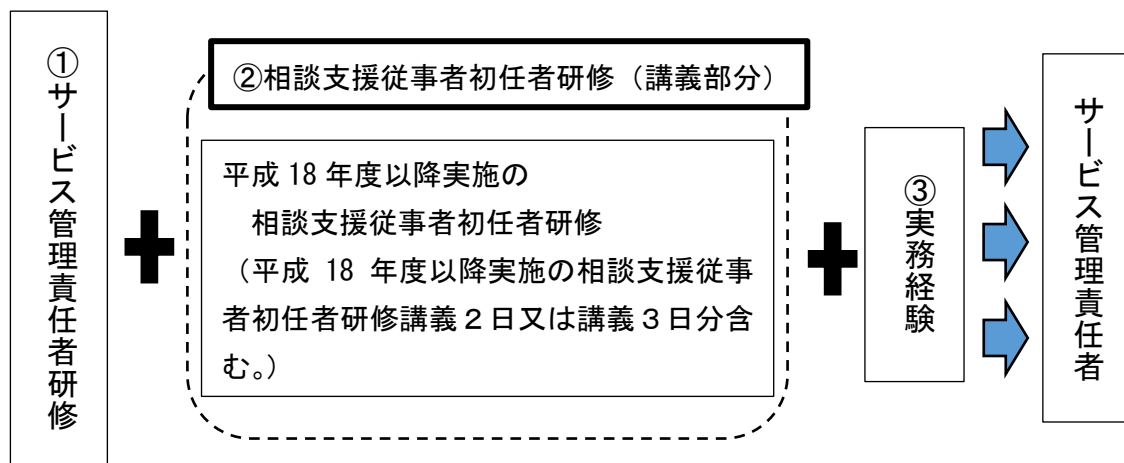 ①サービス管理責任者研修
②相談支援従事者初任者研修（講義部分）
平成 18 年度以降実施の
相談支援従事者初任者研修
（平成 18 年度以降実施の相談支援従事
者初任者研修講義２日又は講義３日分含
む。）
③実務経験
サービス管理責任者